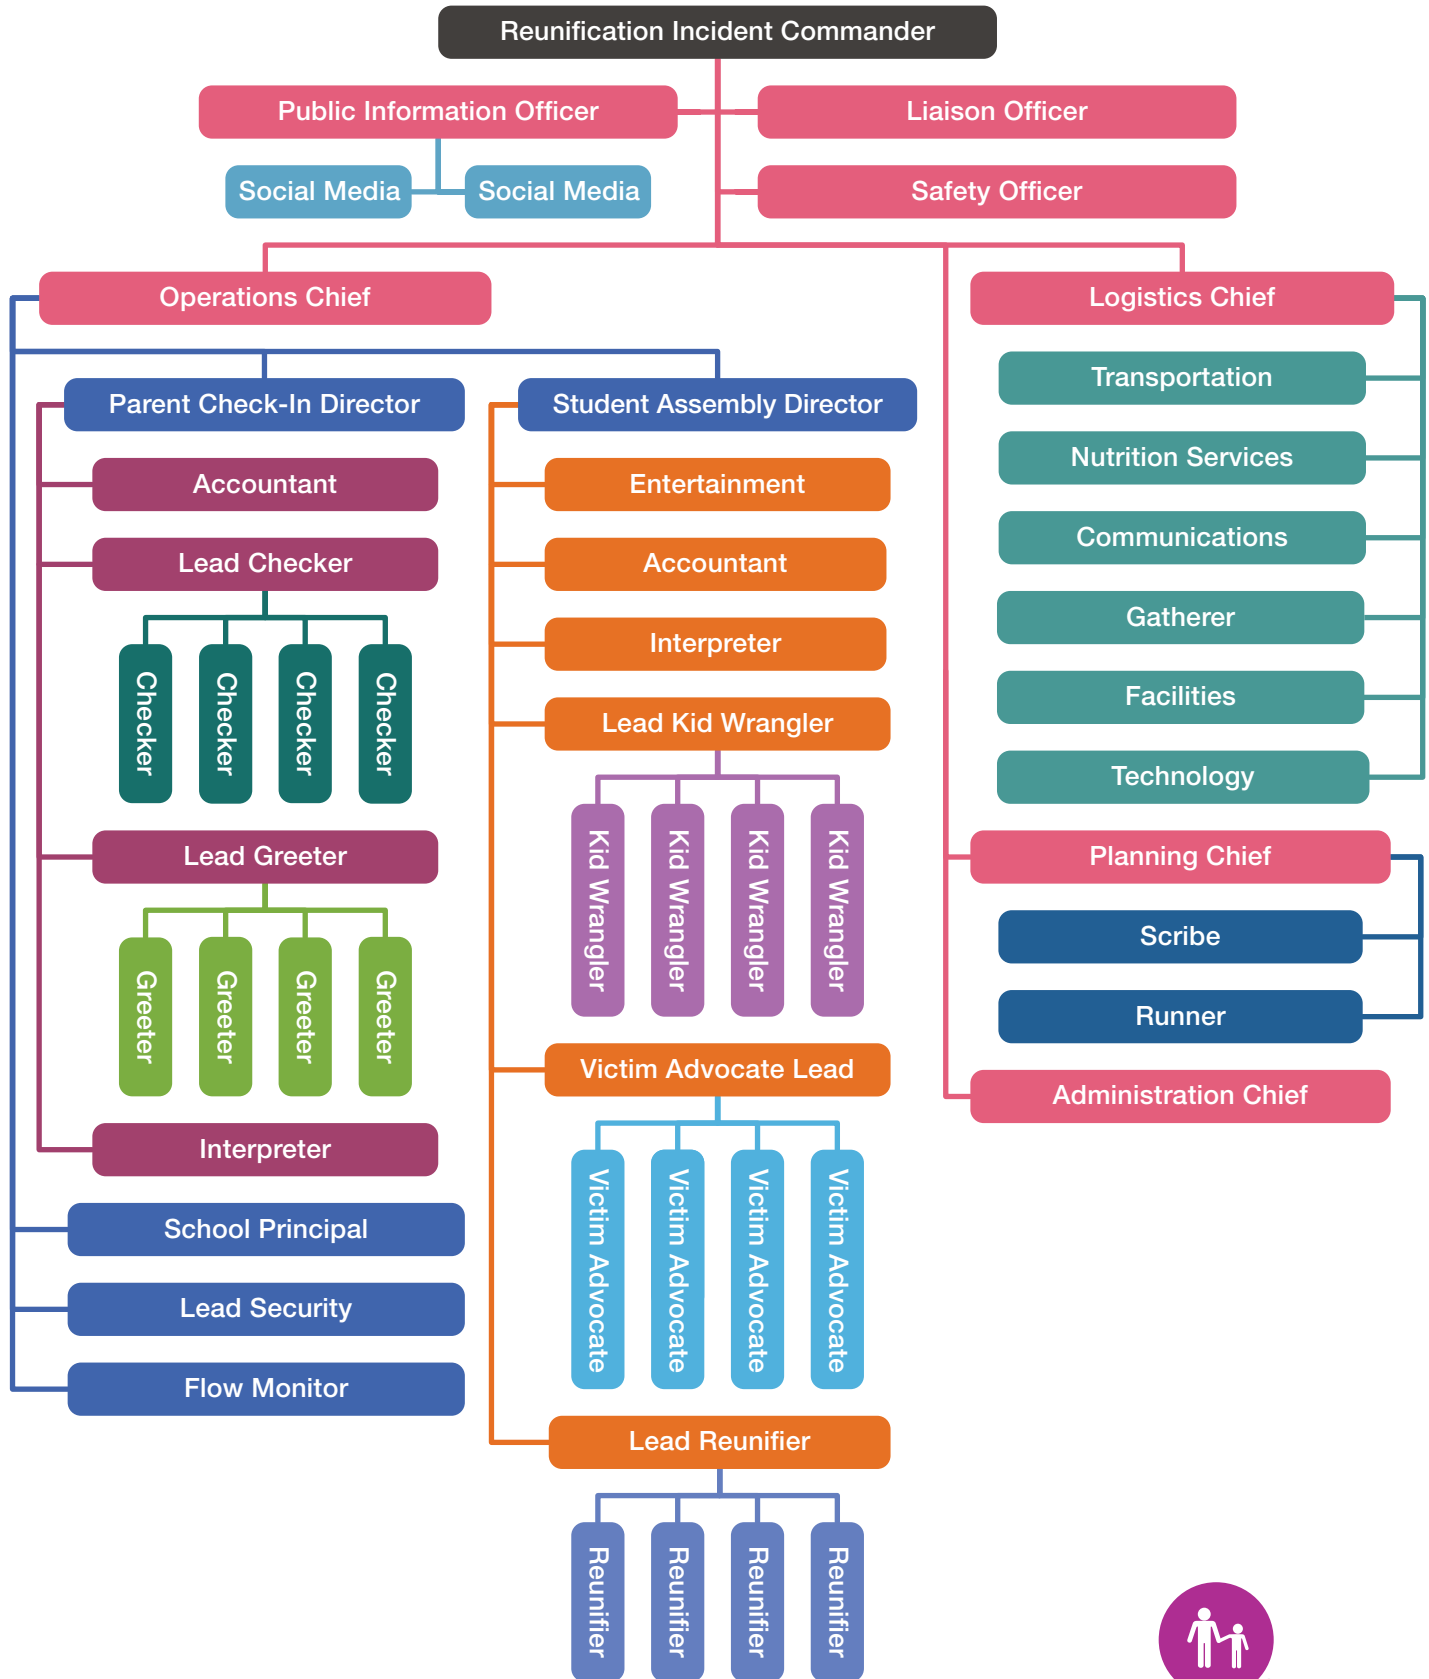 Reunification Incident Commander
Public Information Officer
Liaison Officer
Social Media
Social Media
Safety Officer
Operations Chief
Parent Check-In Director
Accountant
Lead Checker
Checker
Checker
Checker
Checker
Lead Greeter
Greeter
Greeter
Greeter
Greeter
Interpreter
School Principal
Lead Security
Flow Monitor
Student Assembly Director
Entertainment
Accountant
Interpreter
Lead Kid Wrangler
Kid Wrangler
Kid Wrangler
Kid Wrangler
Kid Wrangler
Victim Advocate Lead
Victim Advocate
Victim Advocate
Victim Advocate
Victim Advocate
Lead Reunifier
Reunifier
Reunifier
Reunifier
Reunifier
Logistics Chief
Transportation
Nutrition Services
Communications
Gatherer
Facilities
Technology
Planning Chief
Scribe
Runner
Administration Chief